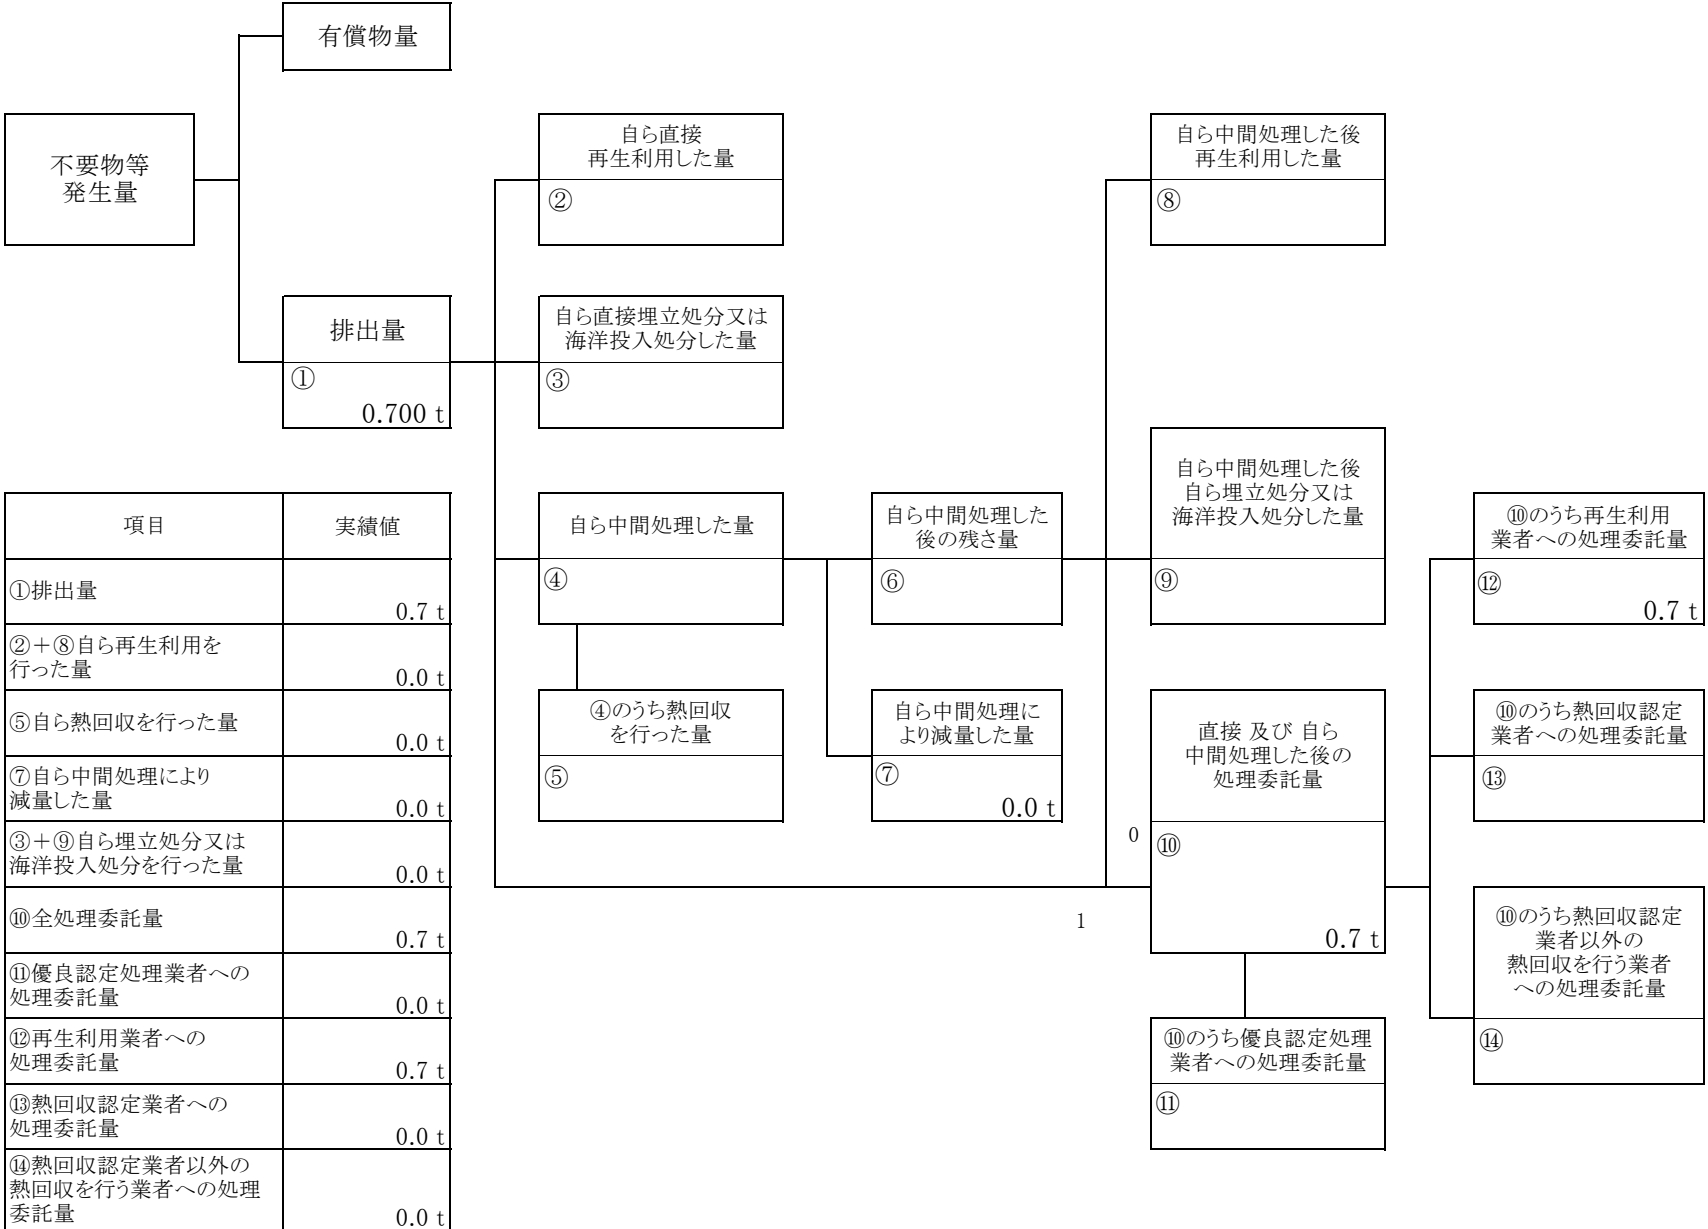 有償物量
不要物等
発生量
自ら直接
再生利用した量
②
自ら中間処理した後
再生利用した量
⑧
排出量
①
0.700 t
自ら直接埋立処分又は
海洋投入処分した量
③
自ら中間処理した後
自ら埋立処分又は
海洋投入処分した量
⑨
項目
実績値
①排出量
0.7 t
②＋⑧自ら再生利用を
行った量
0.0 t
⑤自ら熱回収を行った量
0.0 t
⑦自ら中間処理により
減量した量
0.0 t
③＋⑨自ら埋立処分又は
海洋投入処分を行った量
0.0 t
⑩全処理委託量
0.7 t
⑪優良認定処理業者への
処理委託量
0.0 t
⑫再生利用業者への
処理委託量
0.7 t
⑬熱回収認定業者への
処理委託量
0.0 t
⑭熱回収認定業者以外の
熱回収を行う業者への処理
委託量
0.0 t
自ら中間処理した量
④
自ら中間処理した
後の残さ量
⑥
⑩のうち再生利用
業者への処理委託量
⑫
0.7 t
④のうち熱回収
を行った量
⑤
自ら中間処理に
より減量した量
⑦
0.0 t
直接 及び 自ら
中間処理した後の
処理委託量
0
⑩
0.7 t
1
⑩のうち熱回収認定
業者への処理委託量
⑬
⑩のうち熱回収認定
業者以外の
熱回収を行う業者
への処理委託量
⑭
⑩のうち優良認定処理
業者への処理委託量
⑪